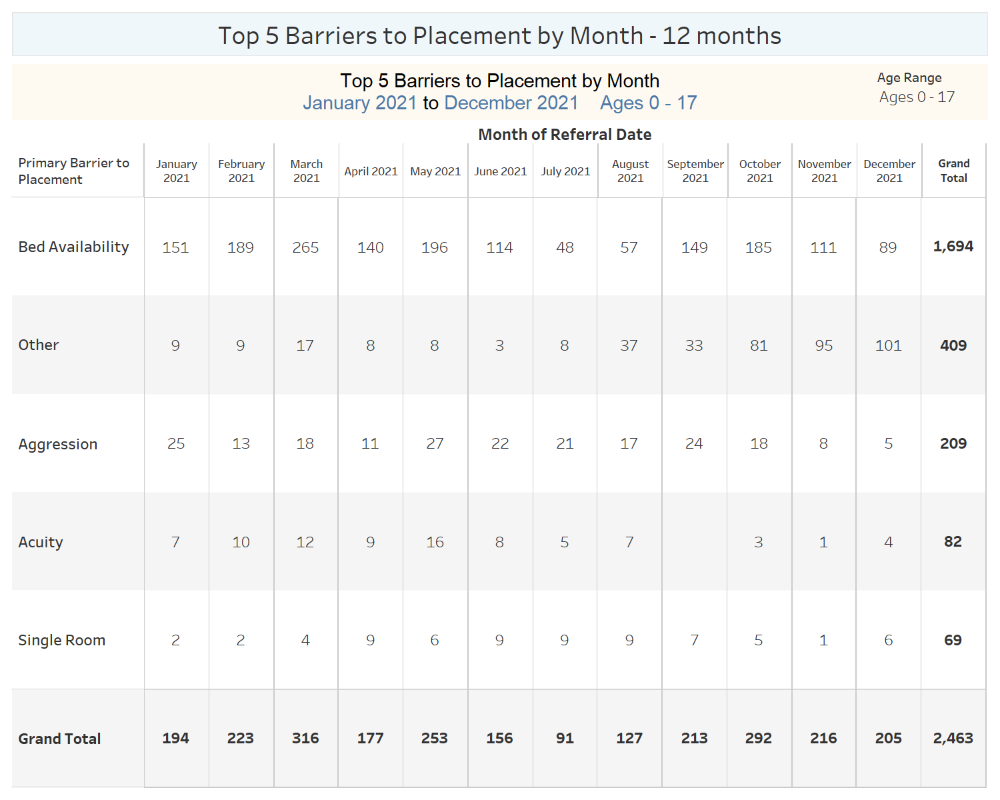 Top 5 Barriers to Placement by Month - 12 months
Top 5 Barriers to Placement by Month
January 2021 to December 2021 Ages 0 - 17
Age Range
Ages 0 - 17
Month of Referral Date
Primary Barrier to
Placement
January
2021
February
2021
March
2021
April 2021
May 2021
June 2021
July 2021
August
2021
September
2021
October
2021
November
2021
December
2021
Grand
Total
Bed Availability 151 189 265 140 196 114 48 57 149 185 111 89 1,694
Other 9 9 17 8 8 3 8 37 33 81 95 101 409
Aggression 25 13 18 11 27 22 21 17 24 18 8 5 209
Acuity 7 10 12 9 16 8 5 7 3 1 4 82
Single Room 2 2 4 9 6 9 9 9 7 5 1 6 69
Grand Total 194 223 316 177 253 156 91 127 213 292 216 205 2,463